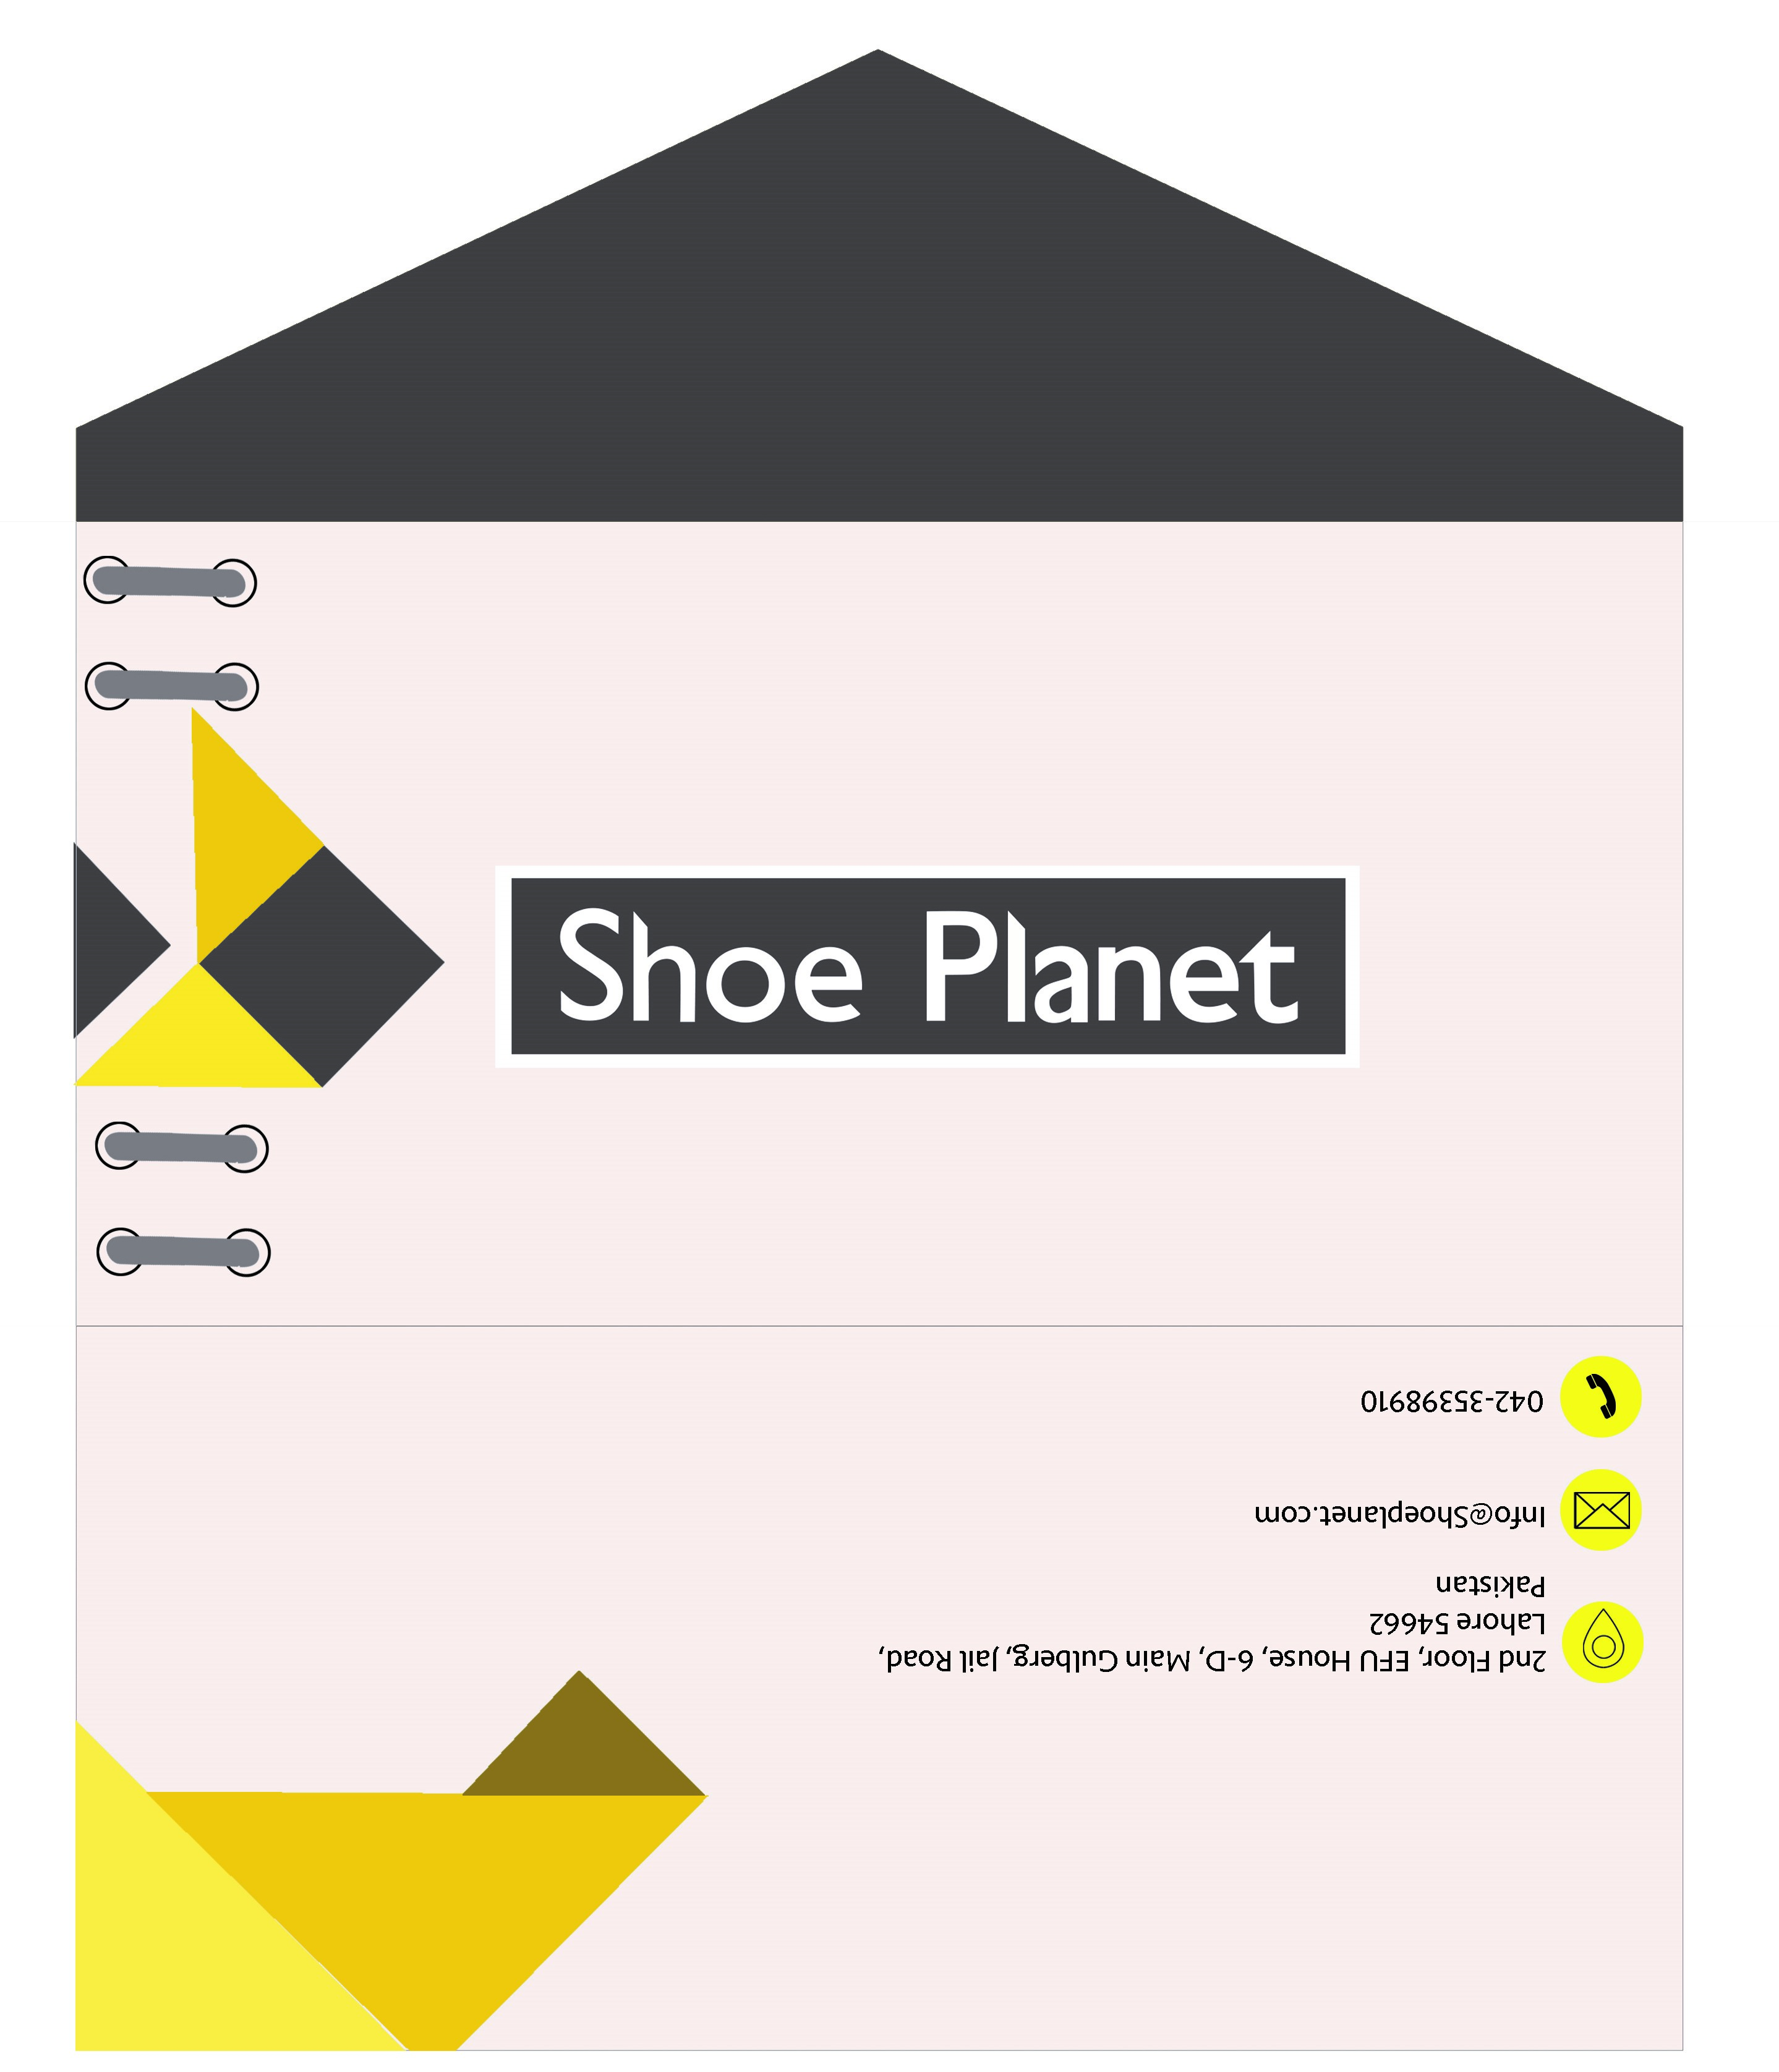 Shoe Planet
2nd Floor, EFU House, 6-D, Main Gulberg, Jail Road,
Lahore 54662
Pakistan
Info@Shoeplanet.com
042-35398910